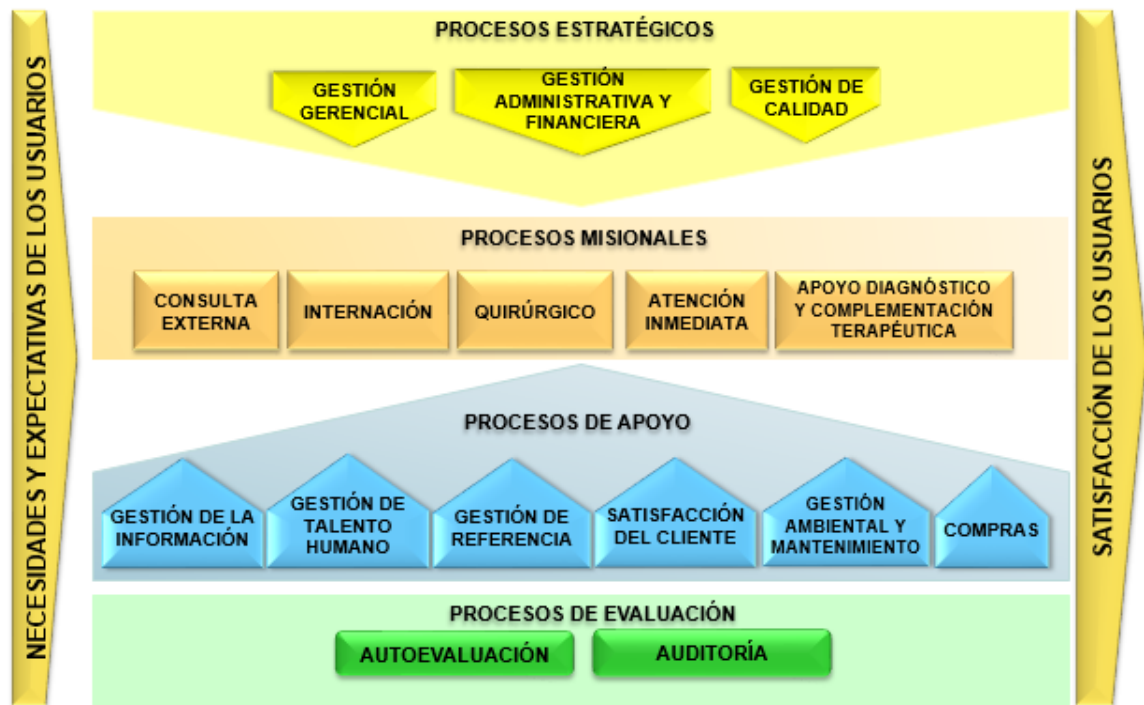 NECESIDADES Y EXPECTATIVAS DE LOS USUARIOS
PROCESOS ESTRATÉGICOS
GESTIÓN
GERENCIAL
GESTIÓN
ADMINISTRATIVA Y
FINANCIERA
GESTIÓN DE
CALIDAD
PROCESOS MISIONALES
CONSULTA
EXTERNA
INTERNACIÓN
QUIRÚRGICO
ATENCIÓN
INMEDIATA
APOYO DIAGNÓSTICO
Y COMPLEMENTACIÓN
TERAPÉUTICA
PROCESOS DE APOYO
GESTIÓN DE LA
INFORMACIÓN
GESTIÓN DE
TALENTO
HUMANO
GESTIÓN DE
REFERENCIA
SATISFACCIÓN
DEL CLIENTE
GESTIÓN
AMBIENTAL Y
MANTENIMIENTO
COMPRAS
PROCESOS DE EVALUACIÓN
AUTOEVALUACIÓN
AUDITORÍA
SATISFACCIÓN DE LOS USUARIOS